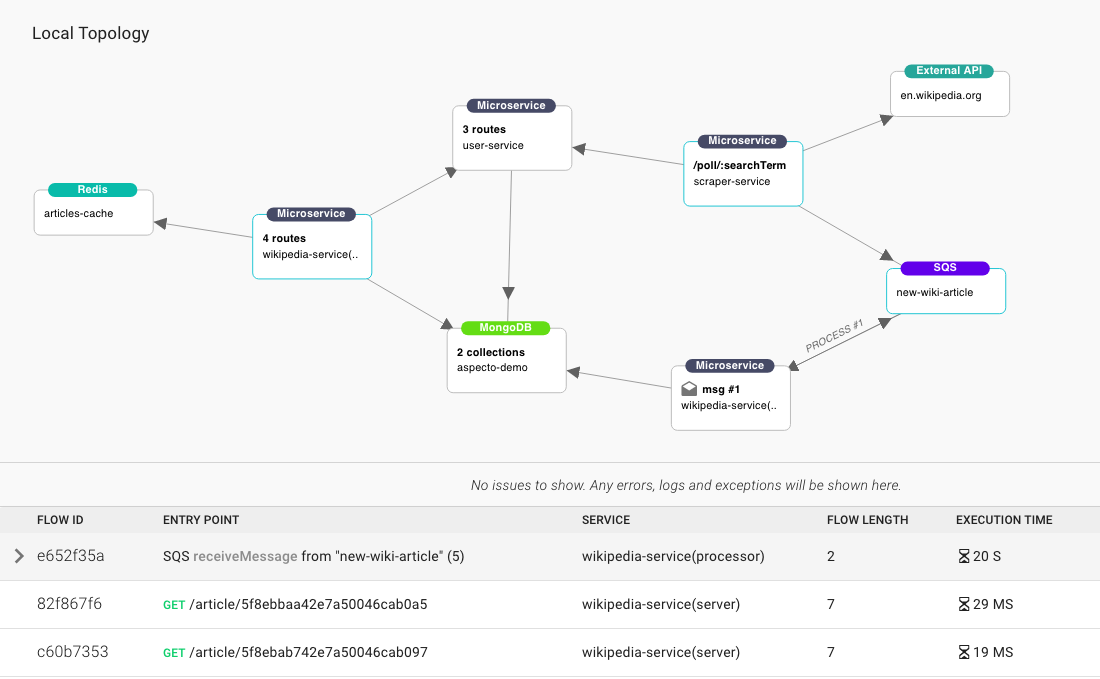 Local Topology
External API
en.wikipedia.org
Microservice
3 routes
user-service
Microservice
/poll/:searchTerm
scraper-service
Redis
articles-cache
Microservice
4 routes
wikipedia-service(..
SQS
new-wiki-article
PROCESS #1
MongoDB
2 collections
aspecto-demo
Microservice
msg #1
wikipedia-service(..
No issues to show. Any errors, logs and exceptions will be shown here.
FLOW ID ENTRY POINT SERVICE FLOW LENGTH EXECUTION TIME
e652f35a SQS receiveMessage from "new-wiki-article" (5) wikipedia-service(processor) 2 20 S
82f867f6 GET /article/5f8ebbaa42e7a50046cab0a5 wikipedia-service(server) 7 29 MS
c60b7353 GET /article/5f8ebab742e7a50046cab097 wikipedia-service(server) 7 19 MS